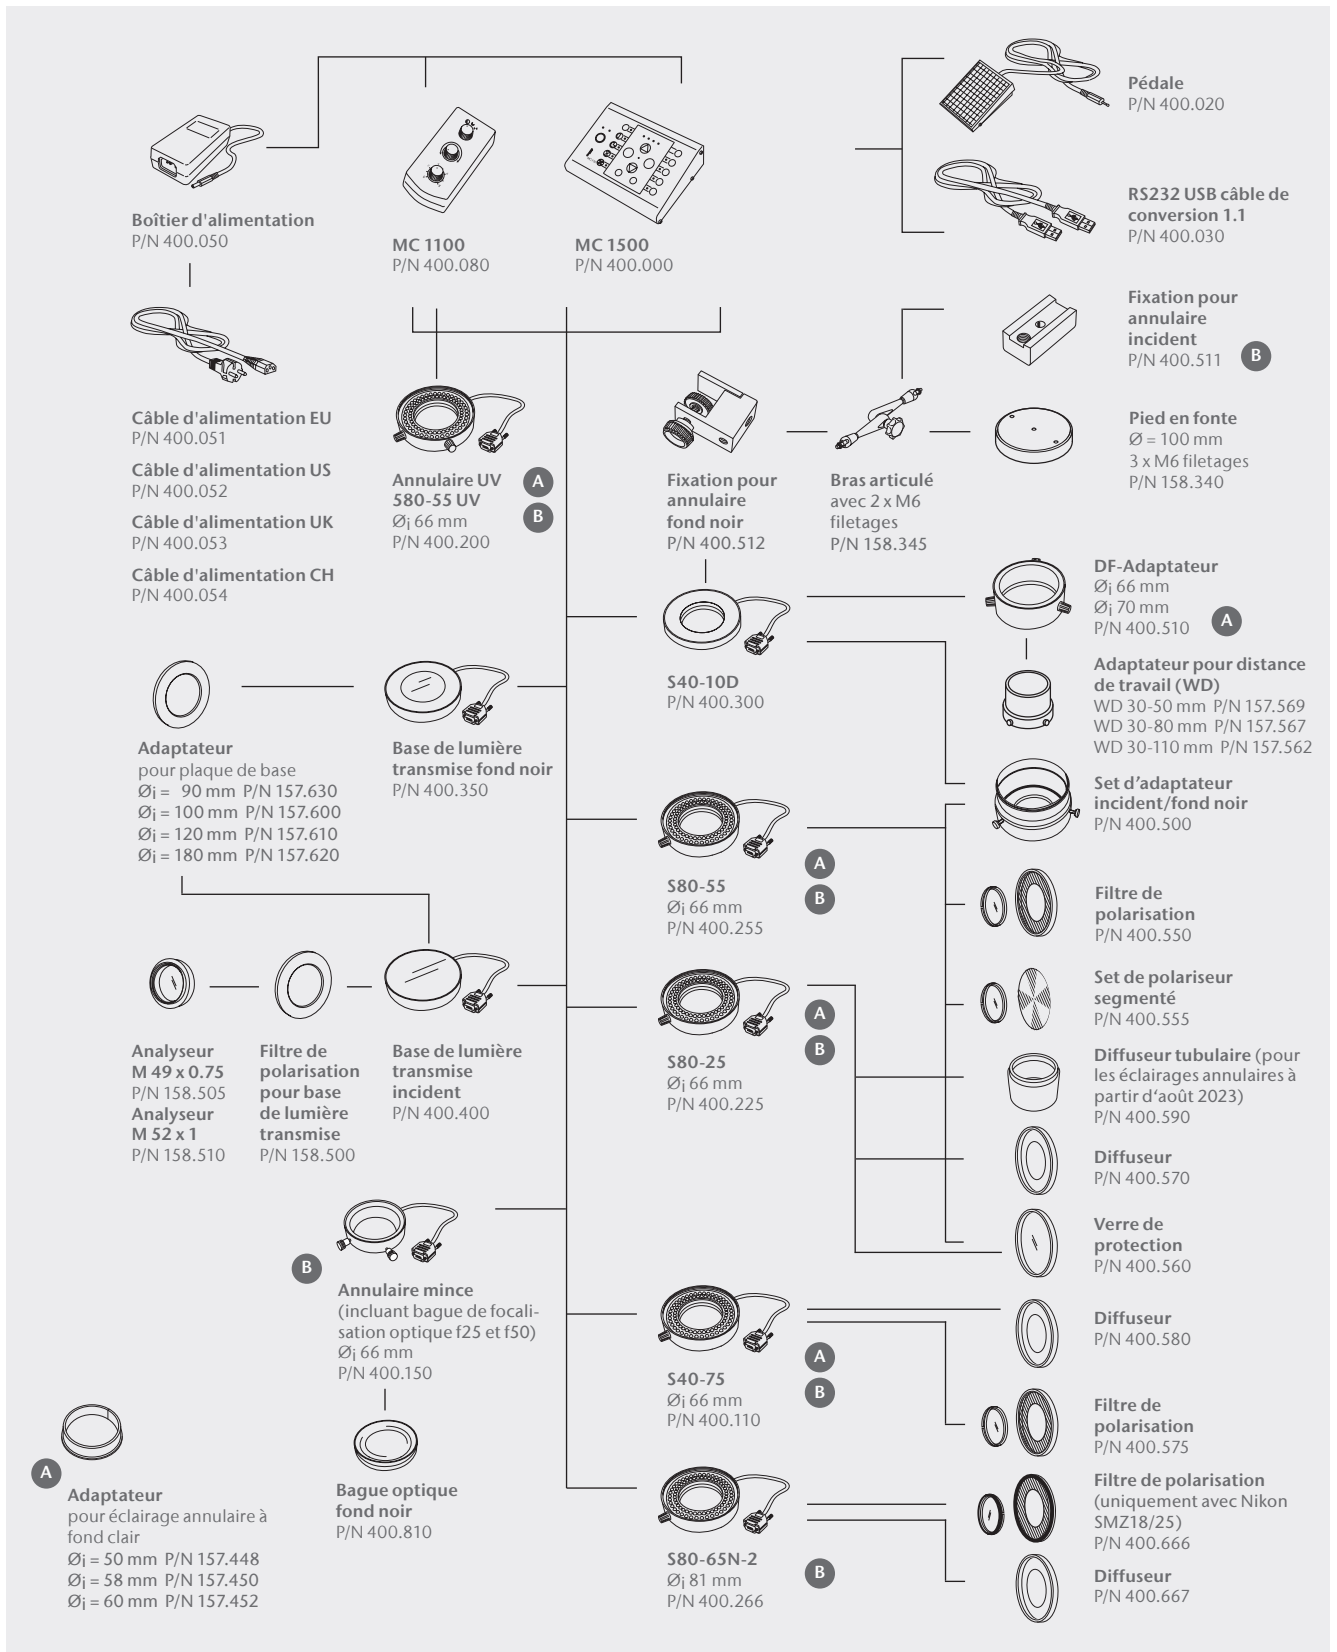 Pédale
P/N 400.020
Boîtier d'alimentation
P/N 400.050
MC 1100
P/N 400.080
MC 1500
P/N 400.000
RS232 USB câble de
conversion 1.1
P/N 400.030
Fixation pour
annulaire
incident
P/N 400.511
B
Câble d'alimentation EU
P/N 400.051
Câble d'alimentation US
P/N 400.052
Câble d'alimentation UK
P/N 400.053
Câble d'alimentation CH
P/N 400.054
Annulaire UV
580-55 UV
Øi 66 mm
P/N 400.200
A
B
Fixation pour
annulaire
fond noir
P/N 400.512
Bras articulé
avec 2 x M6
filetages
P/N 158.345
Pied en fonte
Ø = 100 mm
3 x M6 filetages
P/N 158.340
DF-Adaptateur
Øi 66 mm
Øi 70 mm
P/N 400.510
A
S40-10D
P/N 400.300
Adaptateur pour distance
de travail (WD)
WD 30-50 mm P/N 157.569
WD 30-80 mm P/N 157.567
WD 30-110 mm P/N 157.562
Adaptateur
pour plaque de base
Øi = 90 mm P/N 157.630
Øi = 100 mm P/N 157.600
Øi = 120 mm P/N 157.610
Øi = 180 mm P/N 157.620
Base de lumière
transmise fond noir
P/N 400.350
Set d’adaptateur
incident/fond noir
P/N 400.500
S80-55
Øi 66 mm
P/N 400.255
A
B
Filtre de
polarisation
P/N 400.550
Set de polariseur
segmenté
P/N 400.555
Analyseur
M 49 x 0.75
P/N 158.505
Analyseur
M 52 x 1
P/N 158.510
Filtre de
polarisation
pour base
de lumière
transmise
P/N 158.500
Base de lumière
transmise
incident
P/N 400.400
S80-25
Øi 66 mm
P/N 400.225
A
B
Diffuseur tubulaire (pour
les éclairages annulaires à
partir d‘août 2023)
P/N 400.590
Diffuseur
P/N 400.570
Verre de
protection
P/N 400.560
B
Annulaire mince
(incluant bague de focali-
sation optique f25 et f50)
Øi 66 mm
P/N 400.150
S40-75
Øi 66 mm
P/N 400.110
A
B
Diffuseur
P/N 400.580
Filtre de
polarisation
P/N 400.575
A
Adaptateur
pour éclairage annulaire à
fond clair
Øi = 50 mm P/N 157.448
Øi = 58 mm P/N 157.450
Øi = 60 mm P/N 157.452
Bague optique
fond noir
P/N 400.810
S80-65N-2
Øi 81 mm
P/N 400.266
B
Filtre de polarisation
(uniquement avec Nikon
SMZ18/25)
P/N 400.666
Diffuseur
P/N 400.667